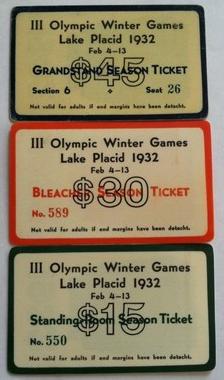 III Olympic Winter Games
Lake Placid 1932
Feb 4-13
GRANDSTAND SEASON TICKET
$45
Section 6 Seat 26
Not valid for adults if end margins have been detacht.
III Olympic Winter Games
Lake Placid 1932
Feb 4-13
BLEACHER SEASON TICKET
$30
No. 589
Not valid for adults if end margins have been detacht.
III Olympic Winter Games
Lake Placid 1932
Feb 4-13
Standing Room Season Ticket
$15
No. 550
Not valid for adults if end margins have been detacht.